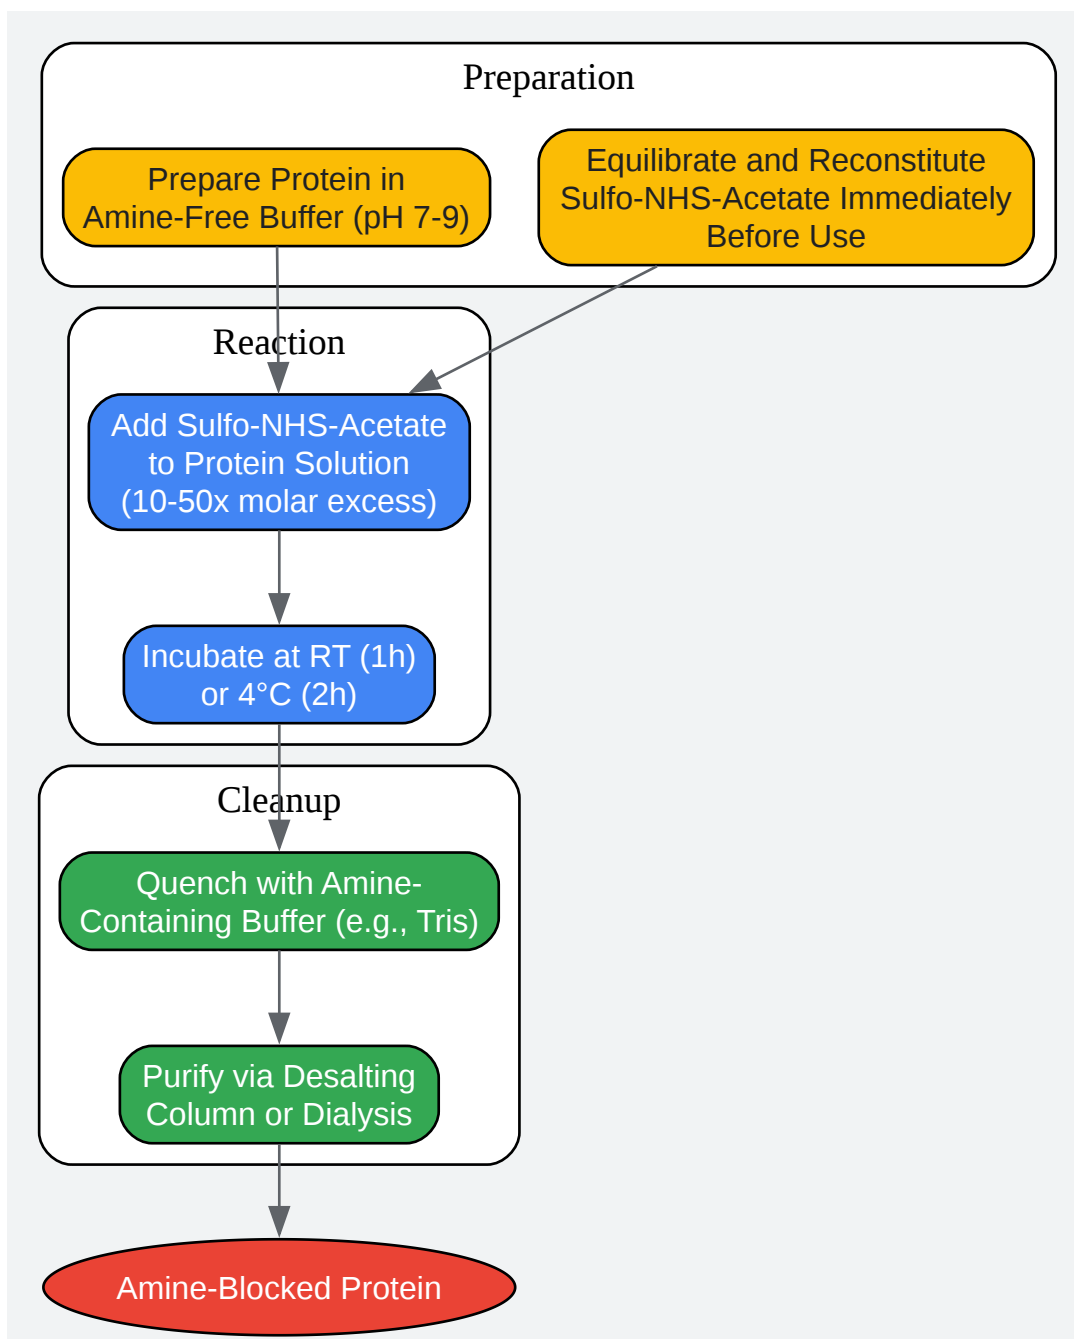 Preparation
Prepare Protein in
Amine-Free Buffer (pH 7-9)
Equilibrate and Reconstitute
Sulfo-NHS-Acetate Immediately
Before Use
Reaction
Add Sulfo-NHS-Acetate
to Protein Solution
(10-50x molar excess)
Incubate at RT (1h)
or 4°C (2h)
Cleanup
Quench with Amine-
Containing Buffer (e.g., Tris)
Purify via Desalting
Column or Dialysis
Amine-Blocked Protein